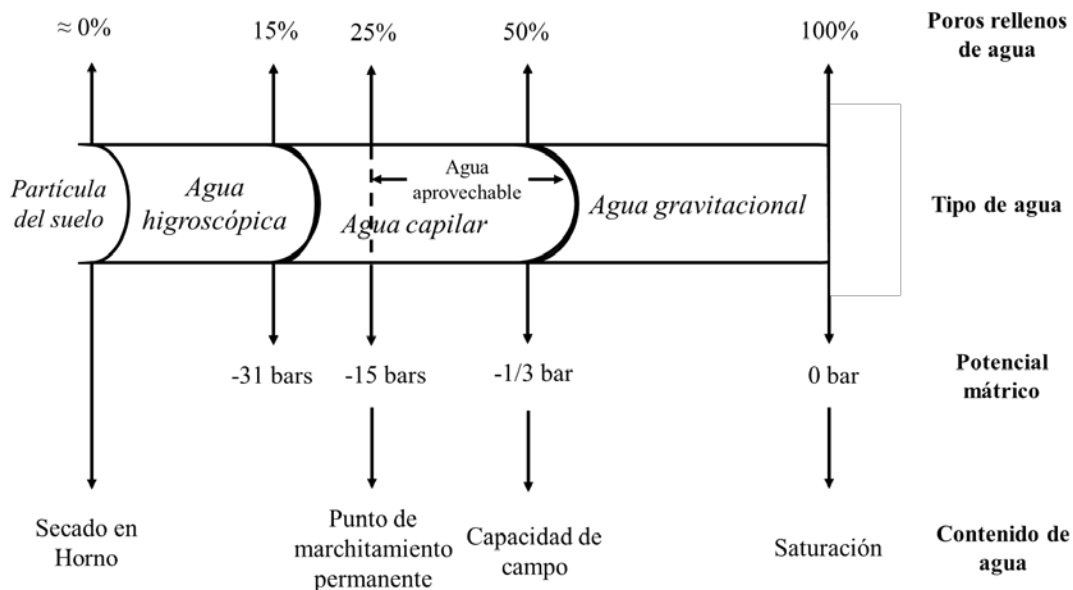 ≈ 0%
15%
25%
50%
100%
Poros rellenos
de agua
Partícula
del suelo
Agua
higroscópica
Agua
aprovechable
Agua capilar
Agua gravitacional
Tipo de agua
-31 bars
-15 bars
-1/3 bar
0 bar
Potencial
mátrico
Secado en
Horno
Punto de
marchitamiento
permanente
Capacidad de
campo
Saturación
Contenido de
agua